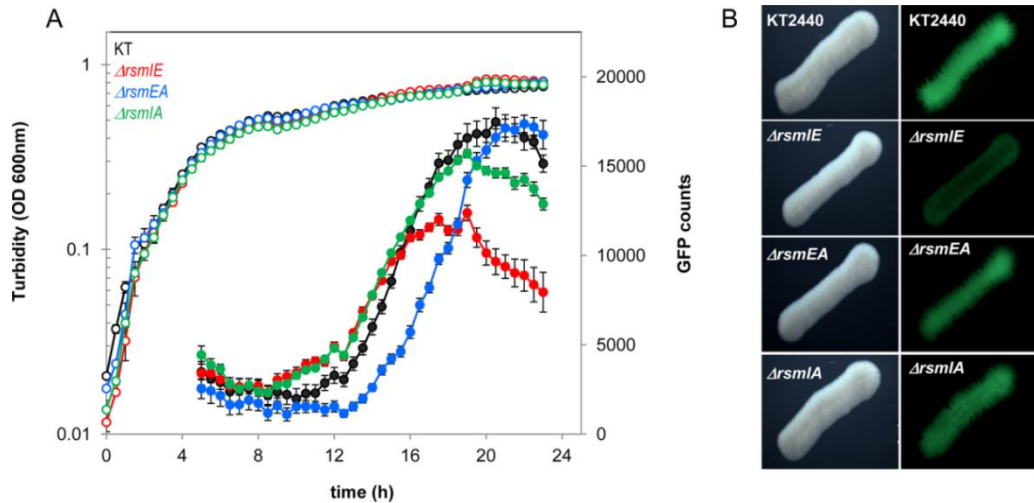 A
KT
ΔrsmIE
ΔrsmEA
ΔrsmIA
Turbidity (OD 600nm)
1
0.1
0.01
GFP counts
20000
15000
10000
5000
0
0 4 8 12 16 20 24
time (h)
B
KT2440 KT2440
ΔrsmIE ΔrsmIE
ΔrsmEA ΔrsmEA
ΔrsmIA ΔrsmIA